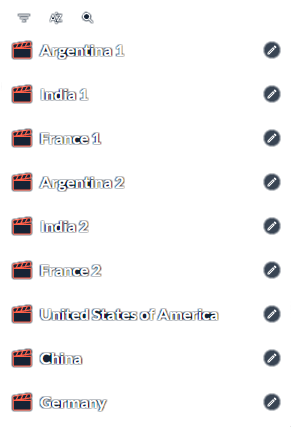 Argentina 1
India 1
France 1
Argentina 2
India 2
France 2
United States of America
China
Germany